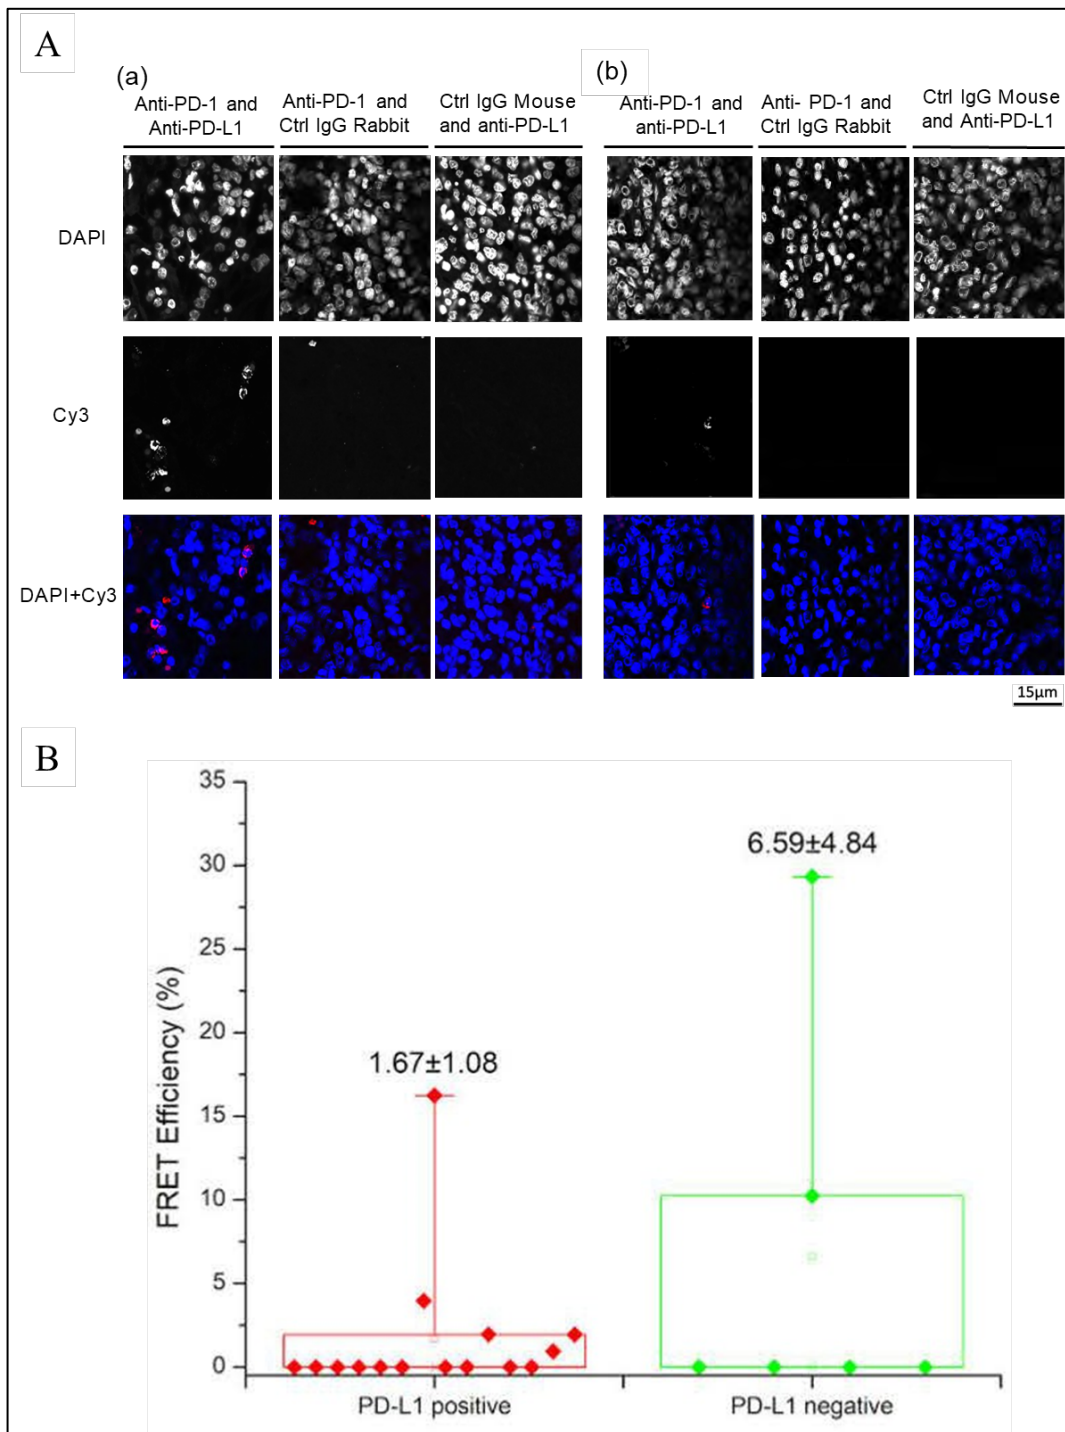 A
(a)
(b)
Anti-PD-1 and
Anti-PD-L1
Anti-PD-1 and
Ctrl IgG Rabbit
Ctrl IgG Mouse
and anti-PD-L1
Anti-PD-1 and
anti-PD-L1
Anti- PD-1 and
Ctrl IgG Rabbit
Ctrl IgG Mouse
and Anti-PD-L1
DAPI
Cy3
DAPI+Cy3
15μm
B
FRET Efficiency (%)
35
30
25
20
15
10
5
0
1.67±1.08
6.59±4.84
PD-L1 positive
PD-L1 negative